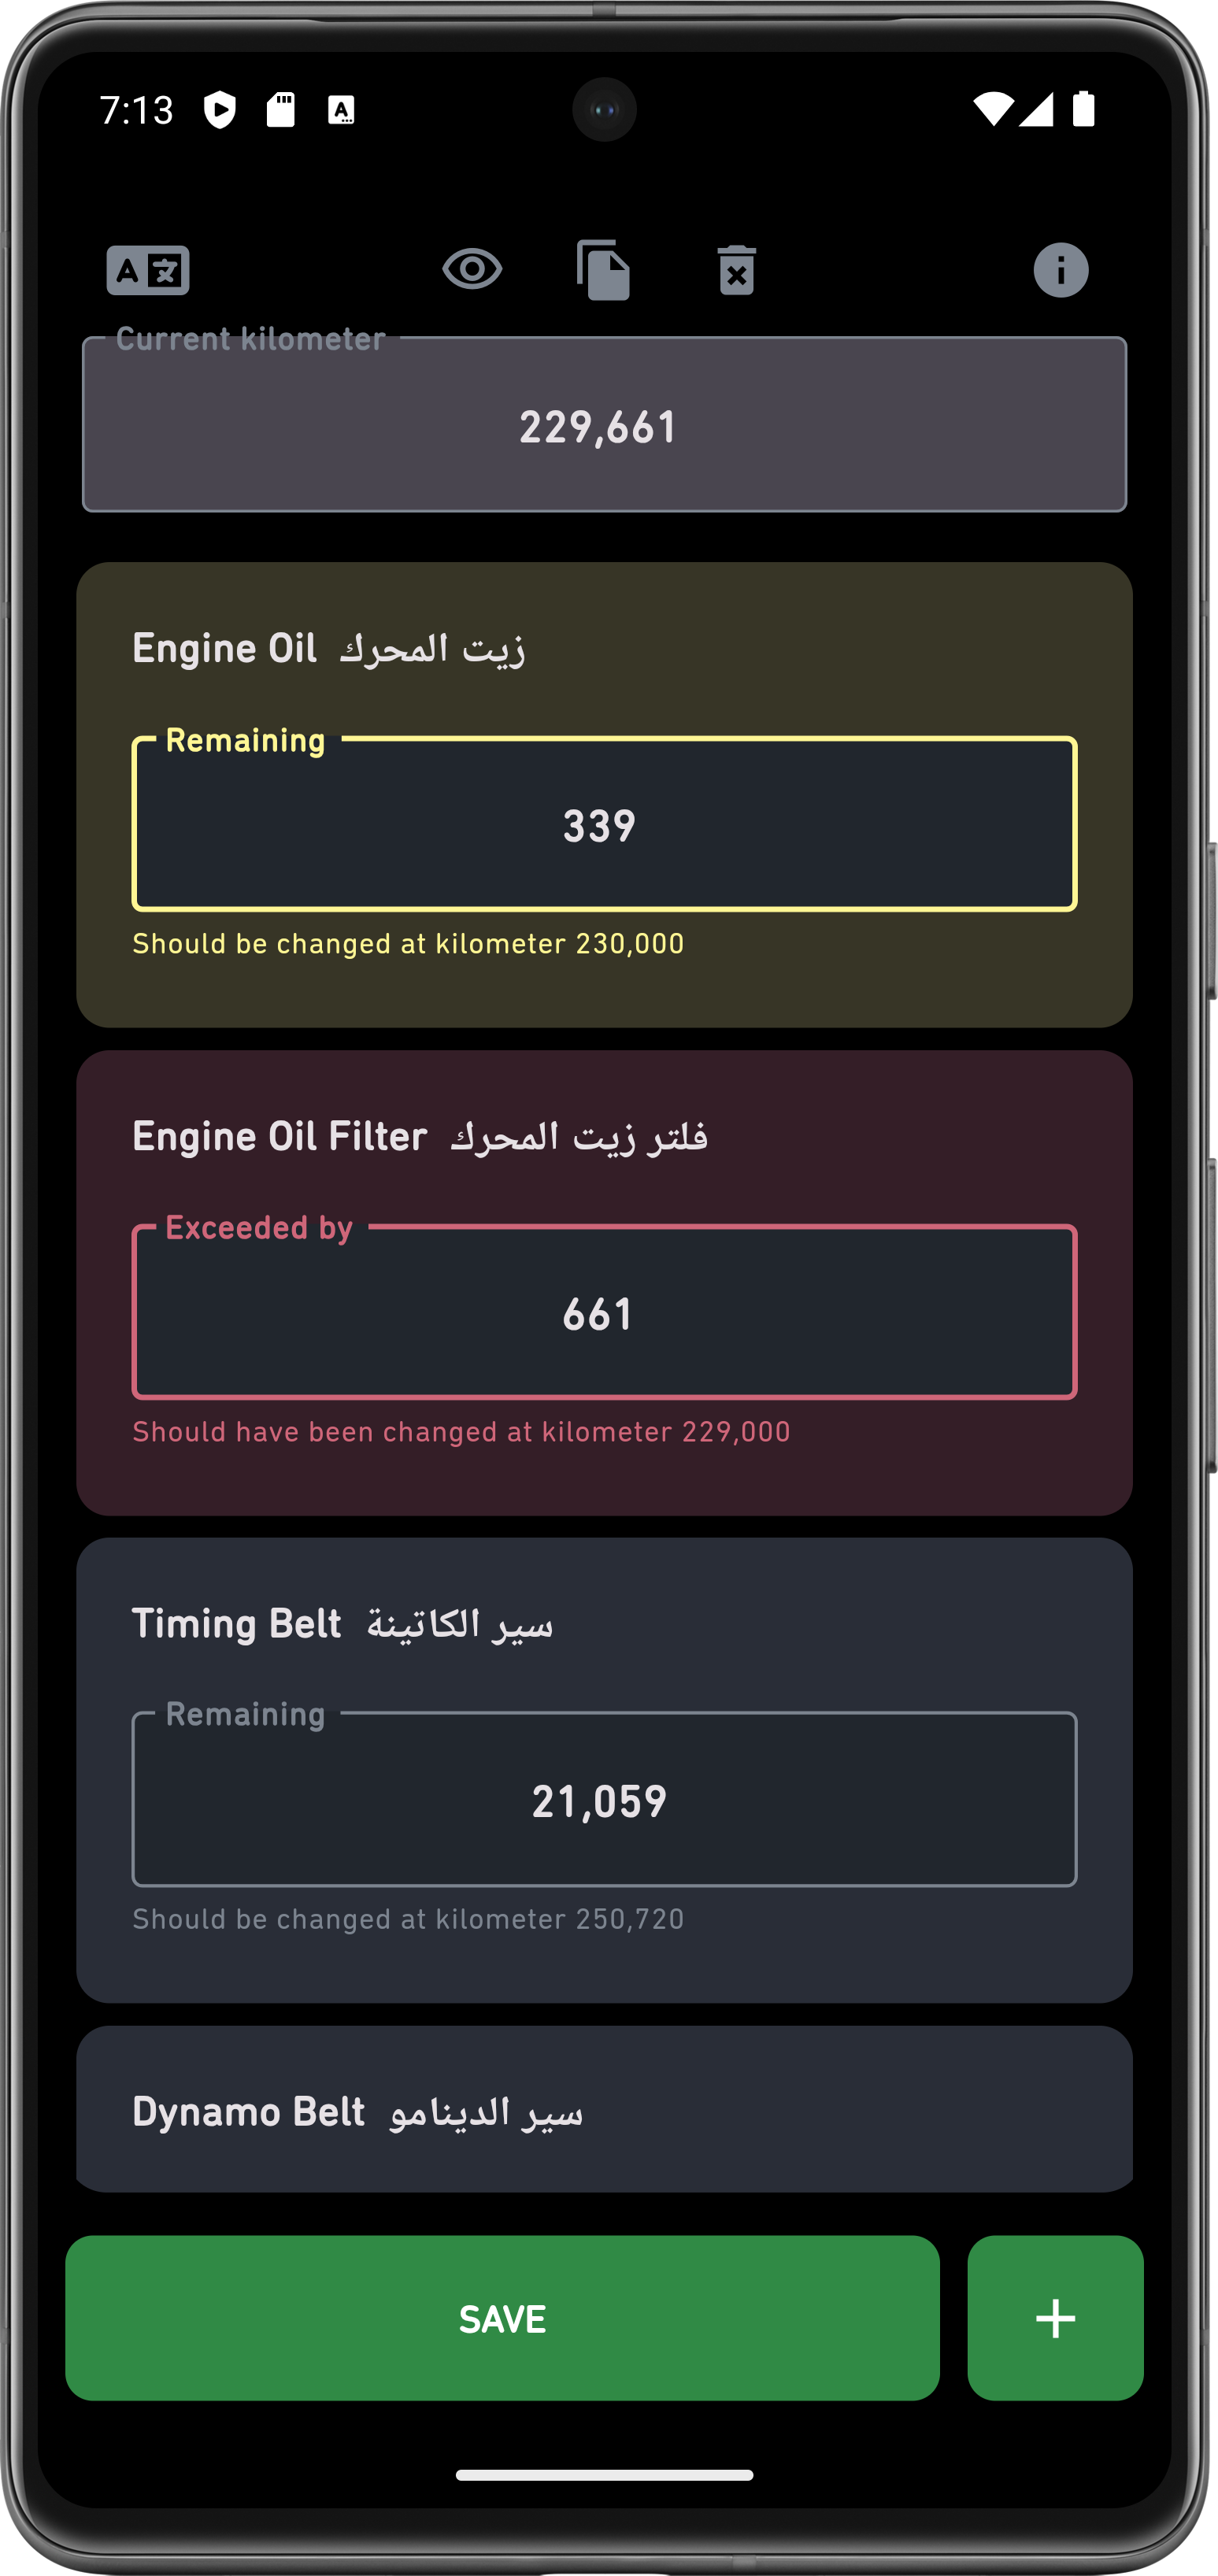 7:13
Current kilometer
229,661
Engine Oil زيت المحرك
Remaining
339
Should be changed at kilometer 230,000
Engine Oil Filter فلتر زيت المحرك
Exceeded by
661
Should have been changed at kilometer 229,000
Timing Belt سير الكاتينة
Remaining
21,059
Should be changed at kilometer 250,720
Dynamo Belt سير الدينامو
SAVE